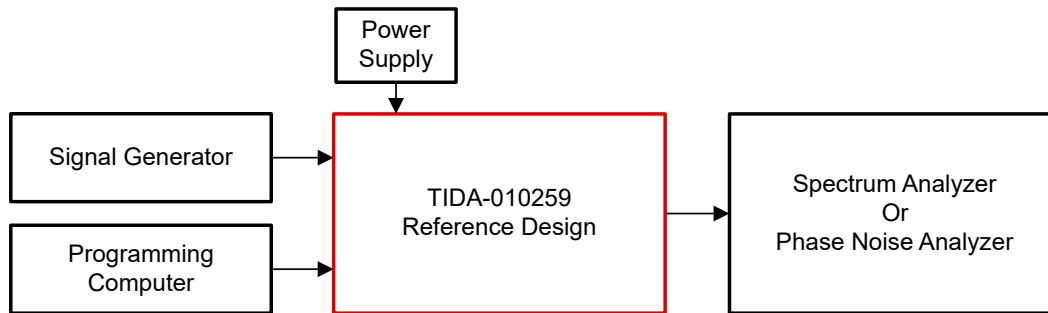 Power
Supply
Signal Generator
Programming
Computer
TIDA-010259
Reference Design
Spectrum Analyzer
Or
Phase Noise Analyzer